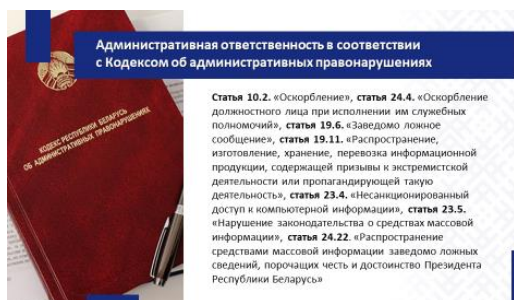 Административная ответственность в соответствии
с Кодексом об административных правонарушениях
Статья 10.2. «Оскорбление», статья 24.4. «Оскорбление
должностного лица при исполнении им служебных
полномочий», статья 19.6. «Заведомо ложное
сообщение», статья 19.11. «Распространение,
изготовление, хранение, перевозка информационной
продукции, содержащей призывы к экстремистской
деятельности или пропагандирующей такую
деятельность», статья 23.4. «Несанкционированный
доступ к компьютерной информации», статья 23.5.
«Нарушение законодательства о средствах массовой
информации», статья 24.22. «Распространение
средствами массовой информации заведомо ложных
сведений, порочащих честь и достоинство Президента
Республики Беларусь»
КОДЕКС РЕСПУБЛИКИ БЕЛАРУСЬ
ОБ АДМИНИСТРАТИВНЫХ ПРАВОНАРУШЕНИЯХ